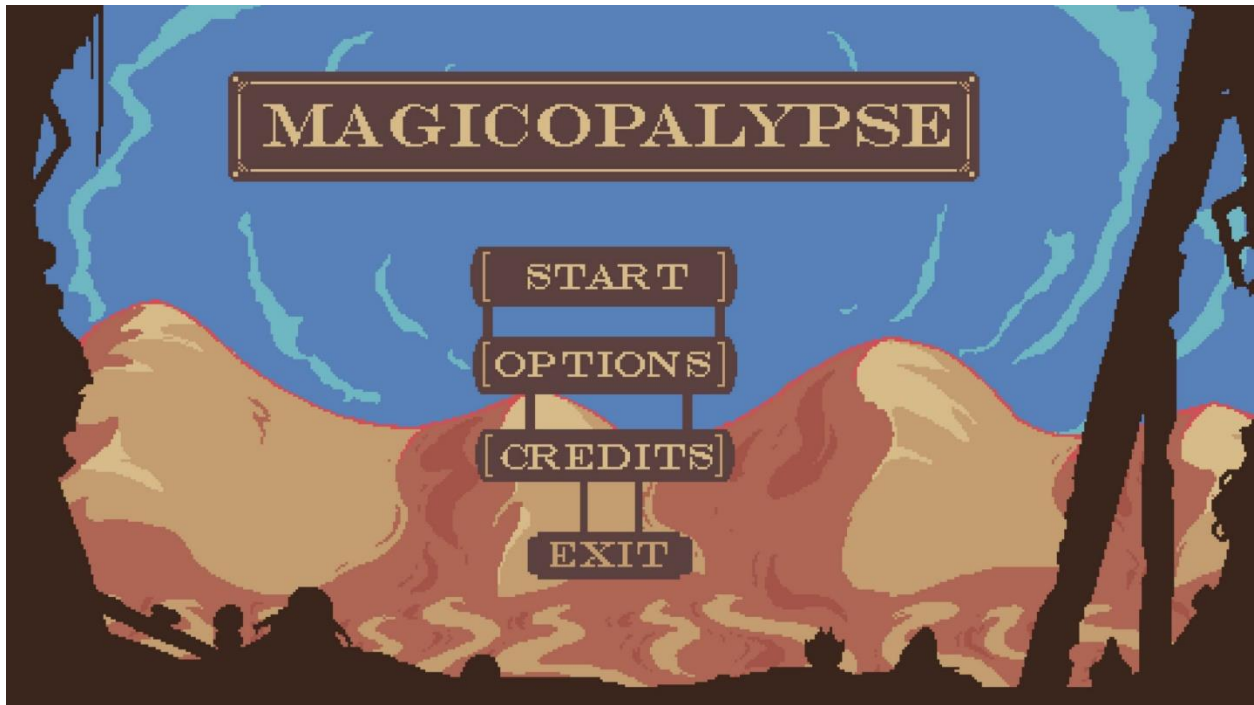 MAGICOPALYPSE
[ START ]
[OPTIONS]
[CREDITS]
EXIT